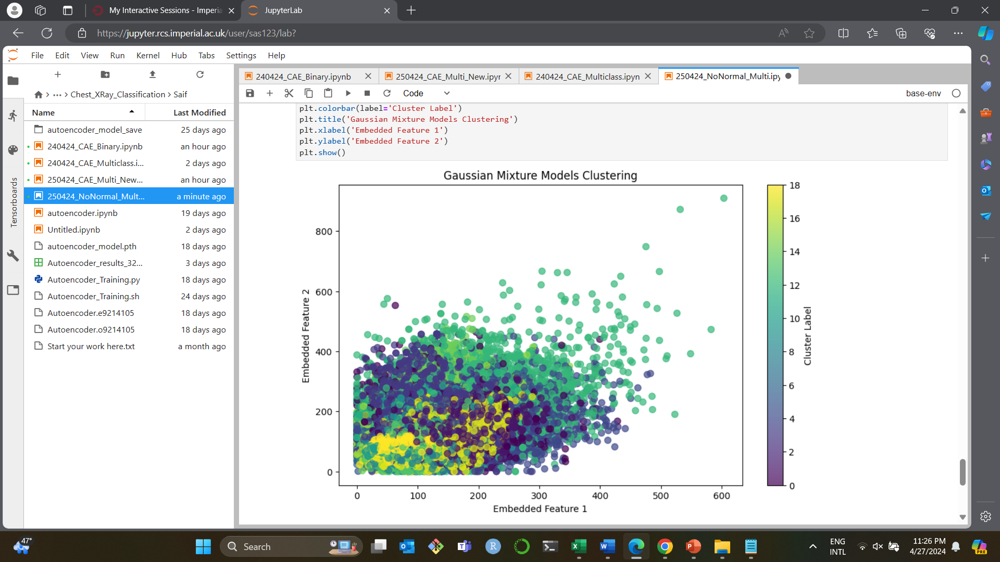 My Interactive Sessions - Imperia
JupyterLab
https://jupyter.rcs.imperial.ac.uk/user/sas123/lab?
File Edit View Run Kernel Hub Tabs Settings Help
240424_CAE_Binary.ipynb
250424_CAE_Multi_New.ipyn
240424_CAE_Multiclass.ipyn
250424_NoNormal_Multi.ipy
... > Chest_XRay_Classification > Saif
Code
base-env
Name Last Modified
autoencoder_model_save 25 days ago
240424_CAE_Binary.ipynb an hour ago
240424_CAE_Multiclass.i... 2 days ago
250424_CAE_Multi_New... an hour ago
250424_NoNormal_Mult... a minute ago
autoencoder.ipynb 19 days ago
Untitled.ipynb 2 days ago
autoencoder_model.pth 18 days ago
Autoencoder_results_32... 3 days ago
Autoencoder_Training.py 18 days ago
Autoencoder_Training.sh 24 days ago
Autoencoder.e9214105 18 days ago
Autoencoder.o9214105 18 days ago
Start your work here.txt a month ago
Tensorboards
plt.colorbar(label='Cluster Label')
plt.title('Gaussian Mixture Models Clustering')
plt.xlabel('Embedded Feature 1')
plt.ylabel('Embedded Feature 2')
plt.show()
Gaussian Mixture Models Clustering
Embedded Feature 2
800
600
400
200
0
0 100 200 300 400 500 600
Embedded Feature 1
18
16
14
12
10
8
6
4
2
0
Cluster Label
47°
Search
ENG
INTL
11:26 PM
4/27/2024
PRE